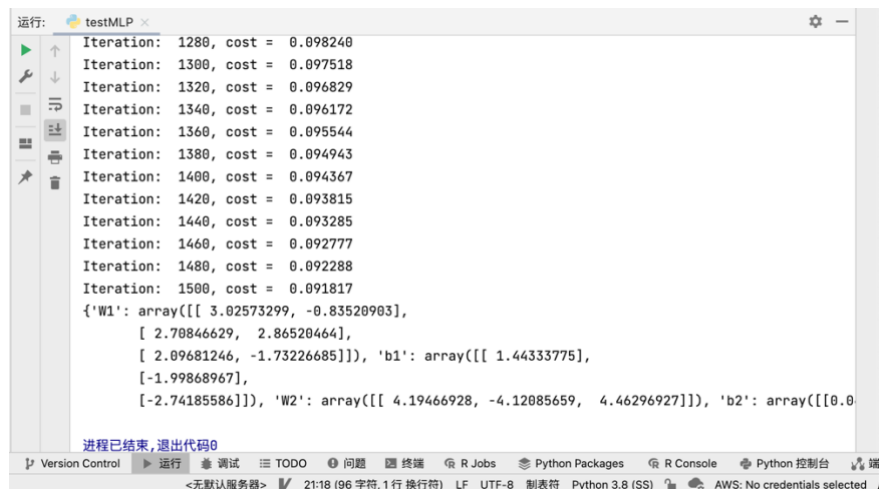 运行: testMLP ×
Iteration:  1280, cost =  0.098240
Iteration:  1300, cost =  0.097518
Iteration:  1320, cost =  0.096829
Iteration:  1340, cost =  0.096172
Iteration:  1360, cost =  0.095544
Iteration:  1380, cost =  0.094943
Iteration:  1400, cost =  0.094367
Iteration:  1420, cost =  0.093815
Iteration:  1440, cost =  0.093285
Iteration:  1460, cost =  0.092777
Iteration:  1480, cost =  0.092288
Iteration:  1500, cost =  0.091817
{'W1': array([[ 3.02573299, -0.83520903],
[ 2.70846629,  2.86520464],
[ 2.09681246, -1.73226685]]), 'b1': array([[ 1.44333775],
[-1.99868967],
[-2.74185586]]), 'W2': array([[ 4.19466928, -4.12085659,  4.46296927]]), 'b2': array([[0.0
进程已结束,退出代码0
Version Control 运行 调试 TODO 问题 终端 R Jobs Python Packages R Console Python 控制台 端
<无默认服务器> 21:18 (96 字符, 1 行 换行符) LF UTF-8 制表符 Python 3.8 (SS) AWS: No credentials selected